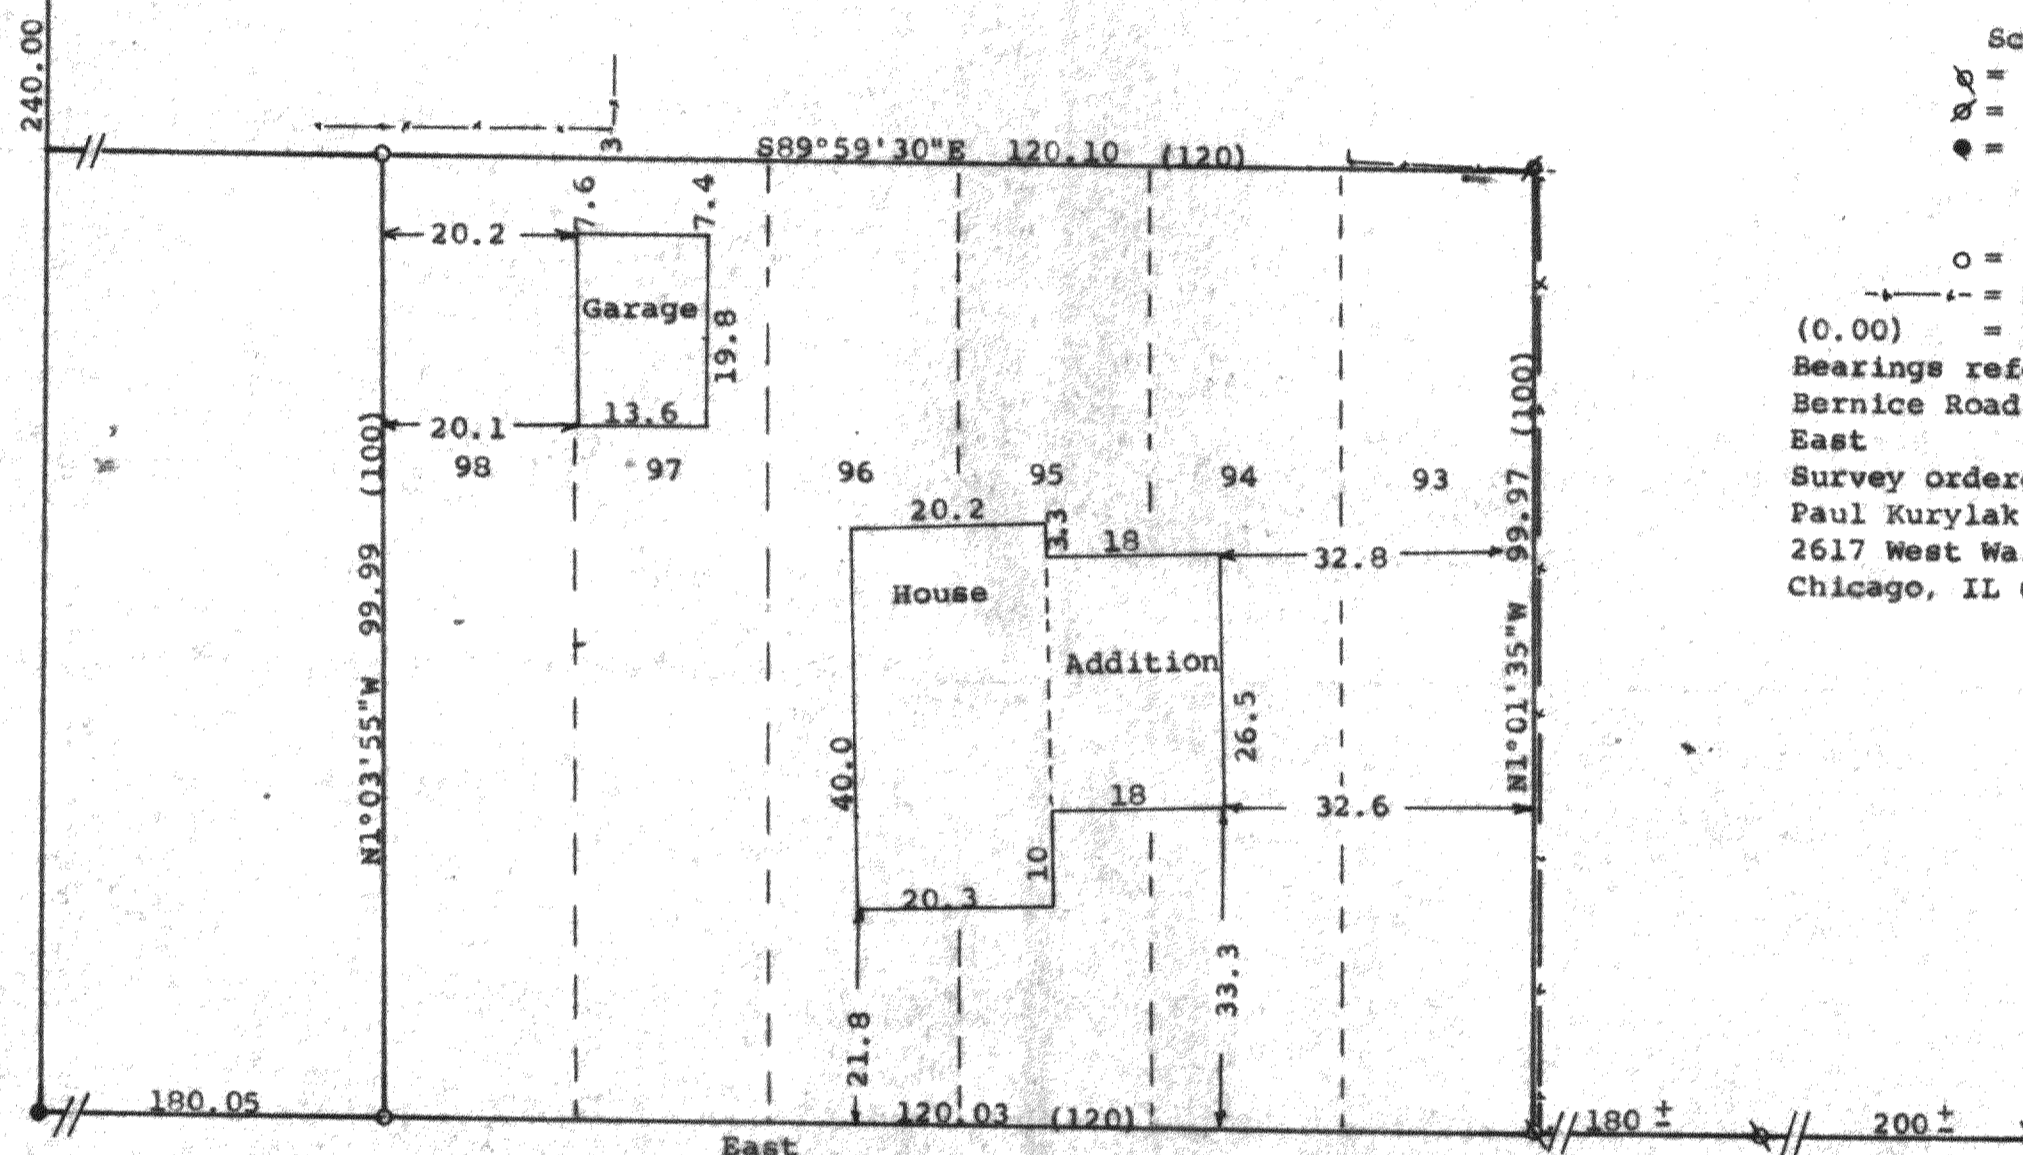 240.00
3
S89°59'30"E 120.10 (120)
7.6
7.4
20.2
Garage
19.8
20.1
13.6
98
97
96
95
94
93
N1°03'55"W 99.99 (100)
20.2
3.3
18
32.8
House
Addition
26.5
40.0
18
32.6
10
20.3
33.3
21.8
N1°01'35"W 99.97 (100)
180.05
120.03 (120)
East
180 ±
200 ±
Sc
=
=
=
=
=
(0.00) =
Bearings ref
Bernice Road
East
Survey order
Paul Kurylak
2617 West Wa
Chicago, IL